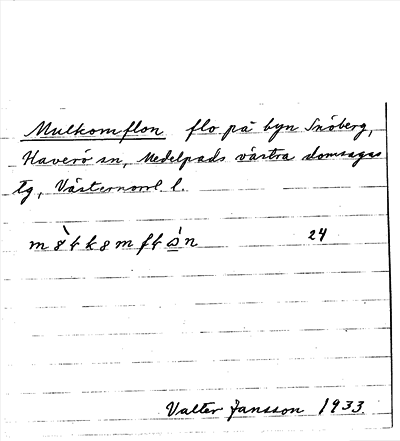 Mulkomflon flo på byn Snöberg,
Haverö sn, Medelpads västra domsagas
tg, Västernorrl. l.
24
Valter Jansson 1933.